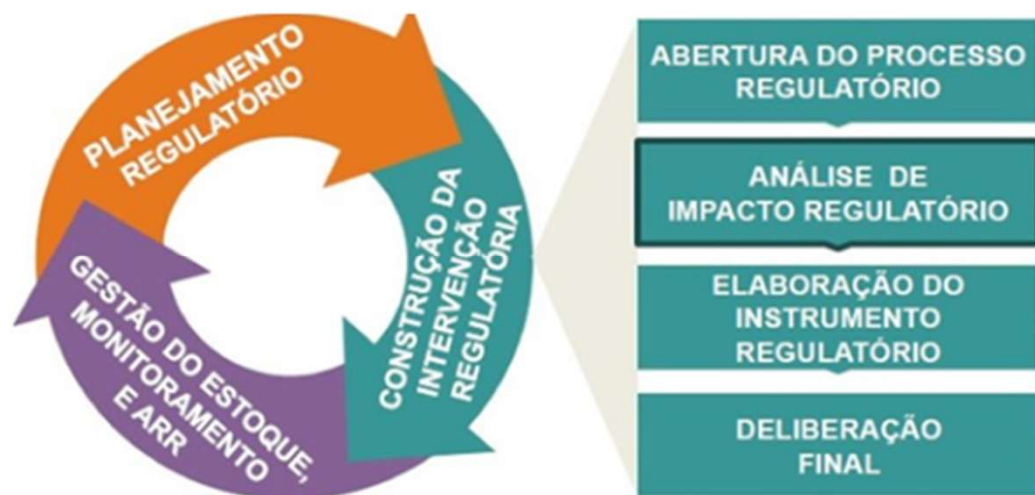 PLANEJAMENTO
REGULATÓRIO
CONSTRUÇÃO DA
INTERVENÇÃO
REGULATÓRIA
GESTÃO DO ESTOQUE,
MONITORAMENTO
E ARR
ABERTURA DO PROCESSO
REGULATÓRIO
ANÁLISE DE
IMPACTO REGULATÓRIO
ELABORAÇÃO DO
INSTRUMENTO
REGULATÓRIO
DELIBERAÇÃO
FINAL